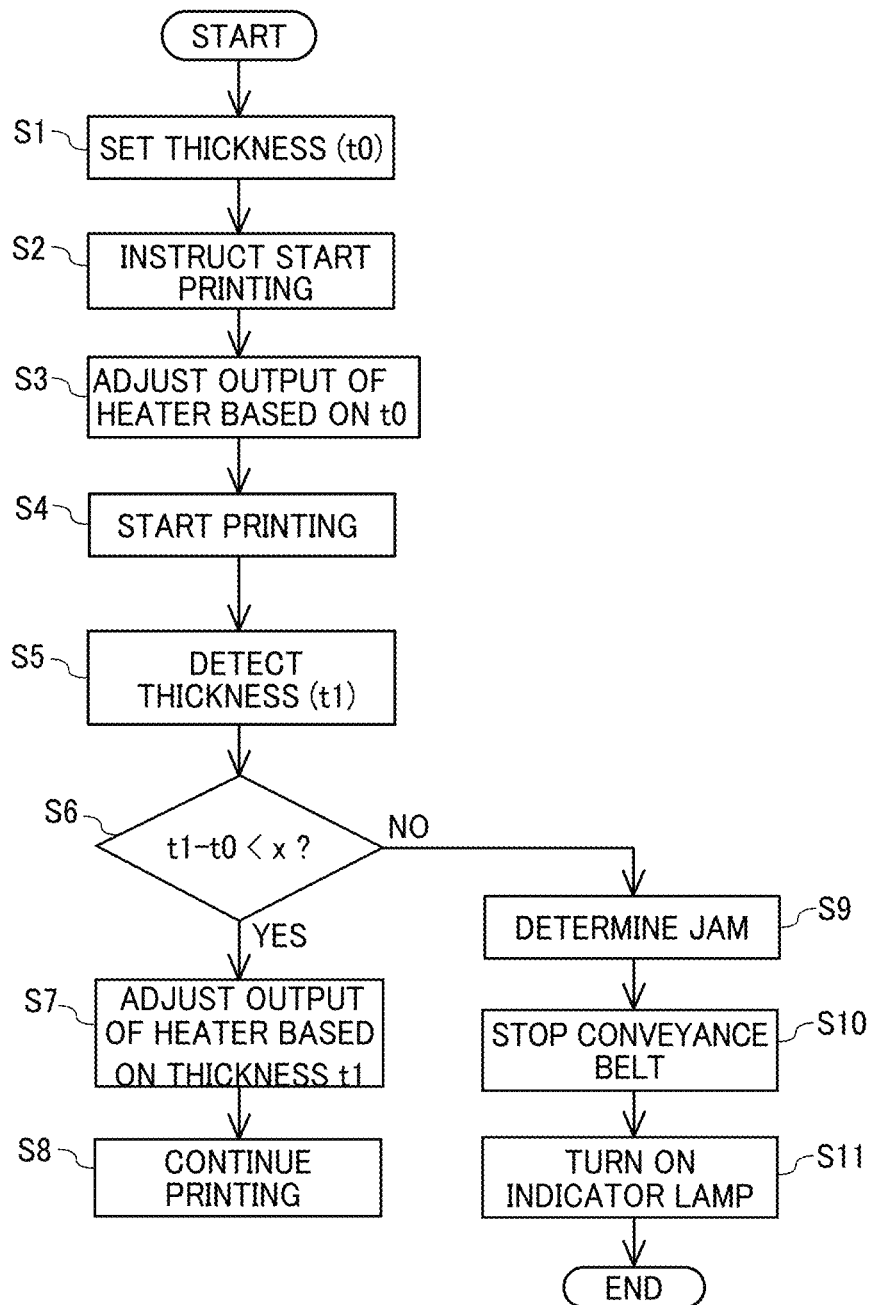 START
S1
SET THICKNESS (t0)
S2
INSTRUCT START
PRINTING
S3
ADJUST OUTPUT OF
HEATER BASED ON t0
S4
START PRINTING
S5
DETECT
THICKNESS (t1)
S6
t1-t0 < x ?
NO
YES
S7
ADJUST OUTPUT
OF HEATER BASED
ON THICKNESS t1
S8
CONTINUE
PRINTING
DETERMINE JAM
S9
STOP CONVEYANCE
BELT
S10
TURN ON
INDICATOR LAMP
S11
END